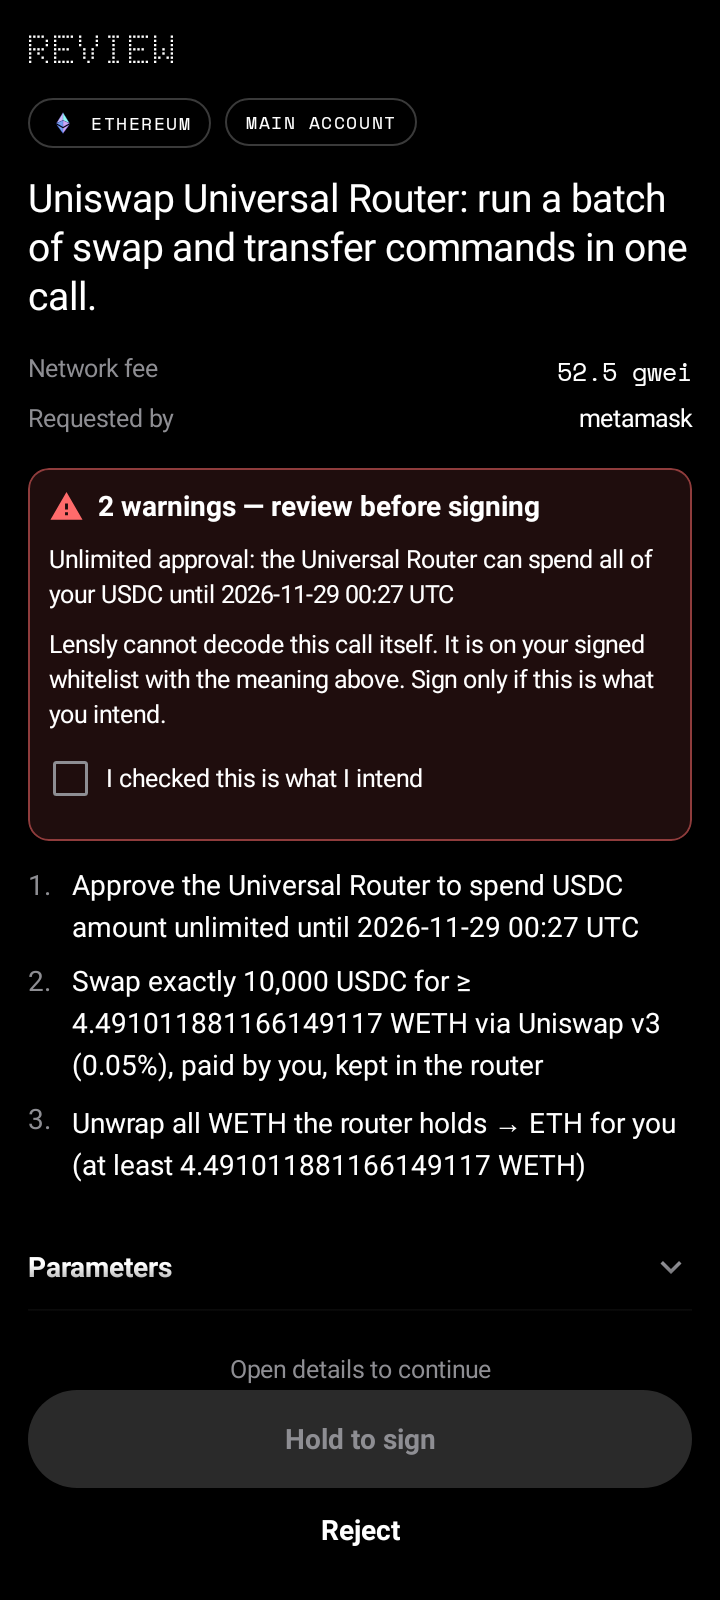 REVIEW
ETHEREUM
MAIN ACCOUNT
Uniswap Universal Router: run a batch
of swap and transfer commands in one
call.
Network fee
52.5 gwei
Requested by
metamask
2 warnings — review before signing
Unlimited approval: the Universal Router can spend all of
your USDC until 2026-11-29 00:27 UTC
Lensly cannot decode this call itself. It is on your signed
whitelist with the meaning above. Sign only if this is what
you intend.
I checked this is what I intend
1. Approve the Universal Router to spend USDC
amount unlimited until 2026-11-29 00:27 UTC
2. Swap exactly 10,000 USDC for ≥
4.491011881166149117 WETH via Uniswap v3
(0.05%), paid by you, kept in the router
3. Unwrap all WETH the router holds → ETH for you
(at least 4.491011881166149117 WETH)
Parameters
Open details to continue
Hold to sign
Reject